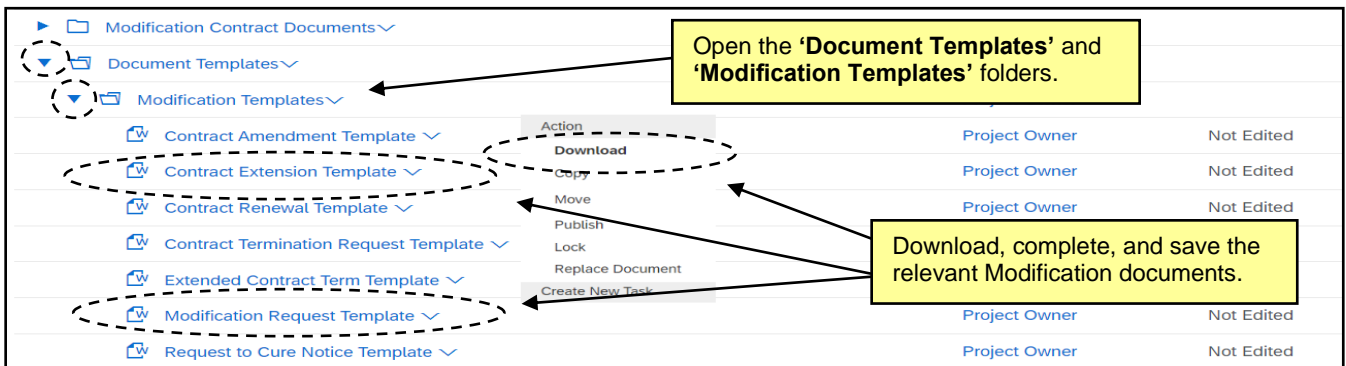 Modification Contract Documents
Open the ‘Document Templates’ and
‘Modification Templates’ folders.
Document Templates
Modification Templates
Action
Contract Amendment Template Project Owner Not Edited
Download
Contract Extension Template Project Owner Not Edited
Copy
Move
Contract Renewal Template Project Owner Not Edited
Publish
Download, complete, and save the
relevant Modification documents.
Contract Termination Request Template
Lock
Replace Document
Extended Contract Term Template
Create New Task
Modification Request Template Project Owner Not Edited
Request to Cure Notice Template Project Owner Not Edited